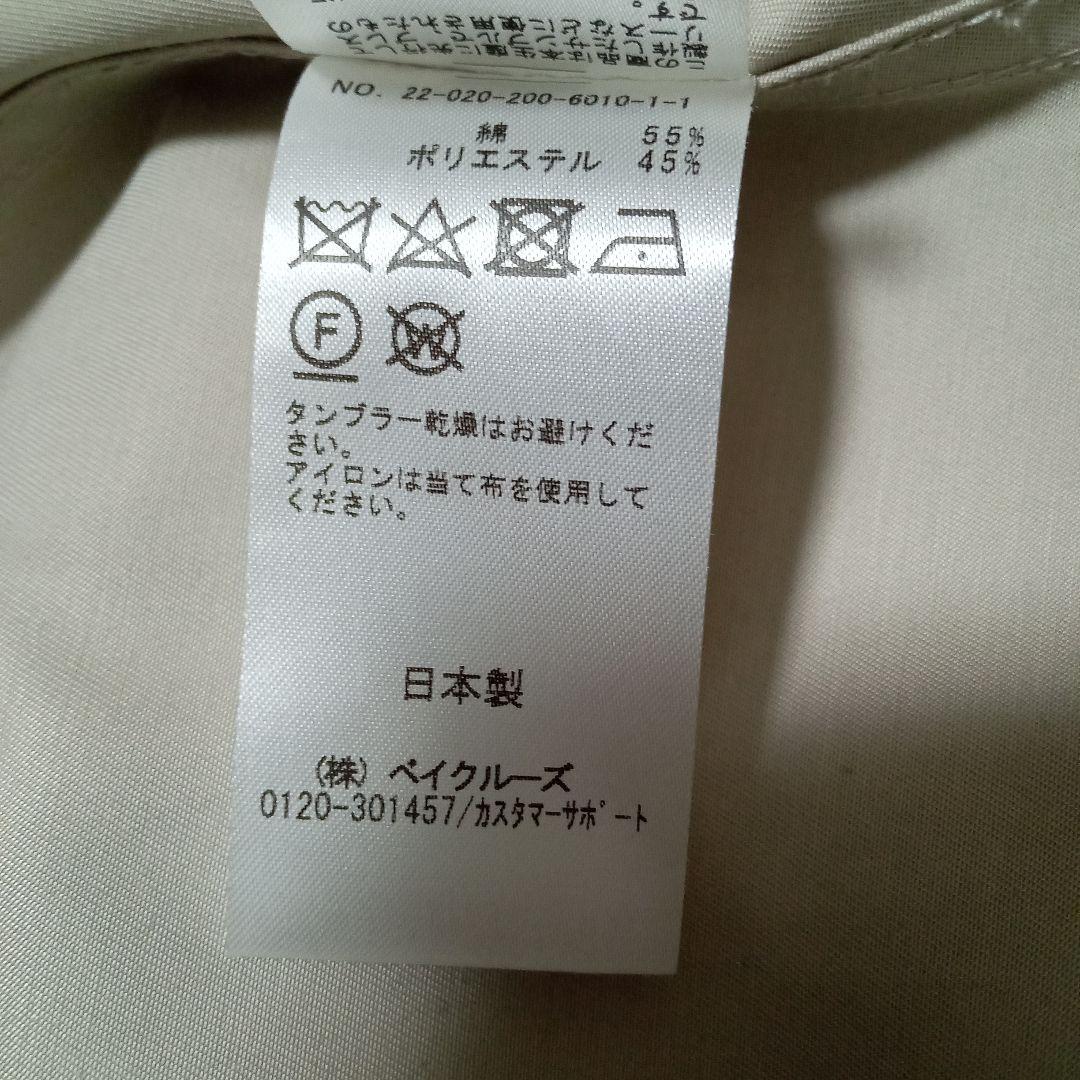 NO. 22-020-200-6010-1-1
綿 55%
ポリエステル 45%
F W
タンブラー乾燥はお避けくだ
さい。
アイロンは当て布を使用して
ください。
日本製
(株) ベイクルーズ
0120-301457/カスタマーサポート